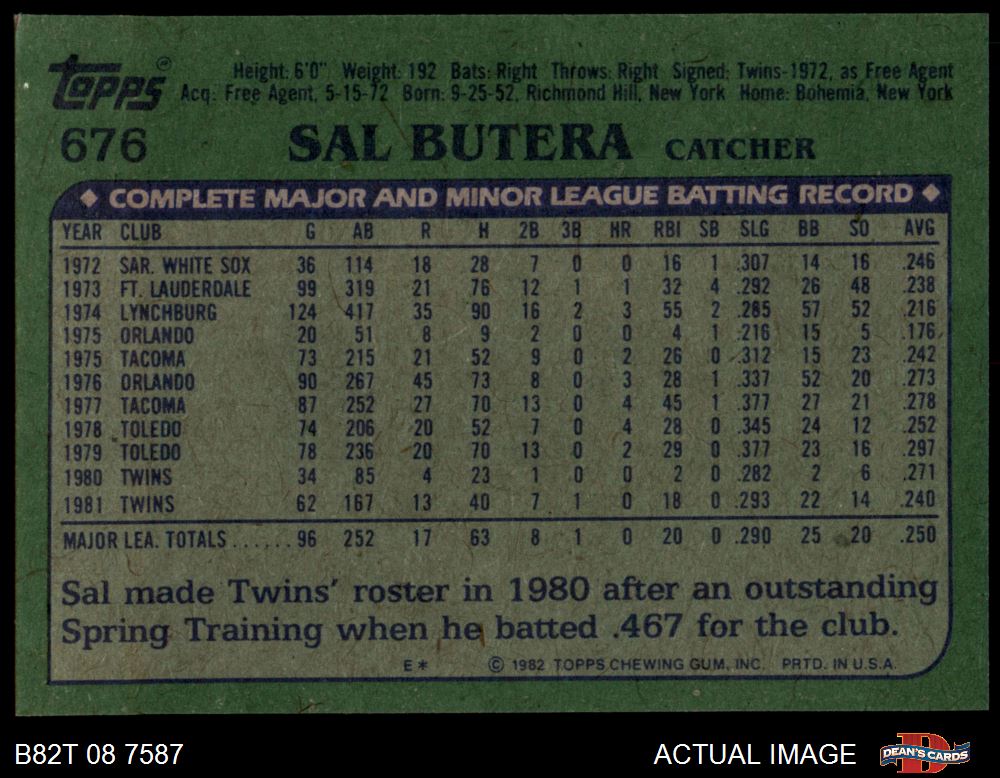 Topps
Height: 6'0" Weight: 192 Bats: Right Throws: Right Signed: Twins-1972, as Free Agent
Acq: Free Agent, 5-15-72 Born: 9-25-52, Richmond Hill, New York Home: Bohemia, New York
676 SAL BUTERA CATCHER
◆ COMPLETE MAJOR AND MINOR LEAGUE BATTING RECORD ◆
YEAR CLUB G AB R H 2B 3B HR RBI SB SLG BB SO AVG
1972 SAR. WHITE SOX 36 114 18 28 7 0 0 16 1 .307 14 16 .246
1973 FT. LAUDERDALE 99 319 21 76 12 1 1 32 4 .292 26 48 .238
1974 LYNCHBURG 124 417 35 90 16 2 3 55 2 .285 57 52 .216
1975 ORLANDO 20 51 8 9 2 0 0 4 1 .216 15 5 .176
1975 TACOMA 73 215 21 52 9 0 2 26 0 .312 15 23 .242
1976 ORLANDO 90 267 45 73 8 0 3 28 1 .337 52 20 .273
1977 TACOMA 87 252 27 70 13 0 4 45 1 .377 27 21 .278
1978 TOLEDO 74 206 20 52 7 0 4 28 0 .345 24 12 .252
1979 TOLEDO 78 236 20 70 13 0 2 29 0 .377 23 16 .297
1980 TWINS 34 85 4 23 1 0 0 2 0 .282 2 6 .271
1981 TWINS 62 167 13 40 7 1 0 18 0 .293 22 14 .240
MAJOR LEA. TOTALS......96 252 17 63 8 1 0 20 0 .290 25 20 .250
Sal made Twins' roster in 1980 after an outstanding
Spring Training when he batted .467 for the club.
E* © 1982 TOPPS CHEWING GUM, INC. PRTD. IN U.S.A.
B82T 08 7587 ACTUAL IMAGE DEAN'S CARDS